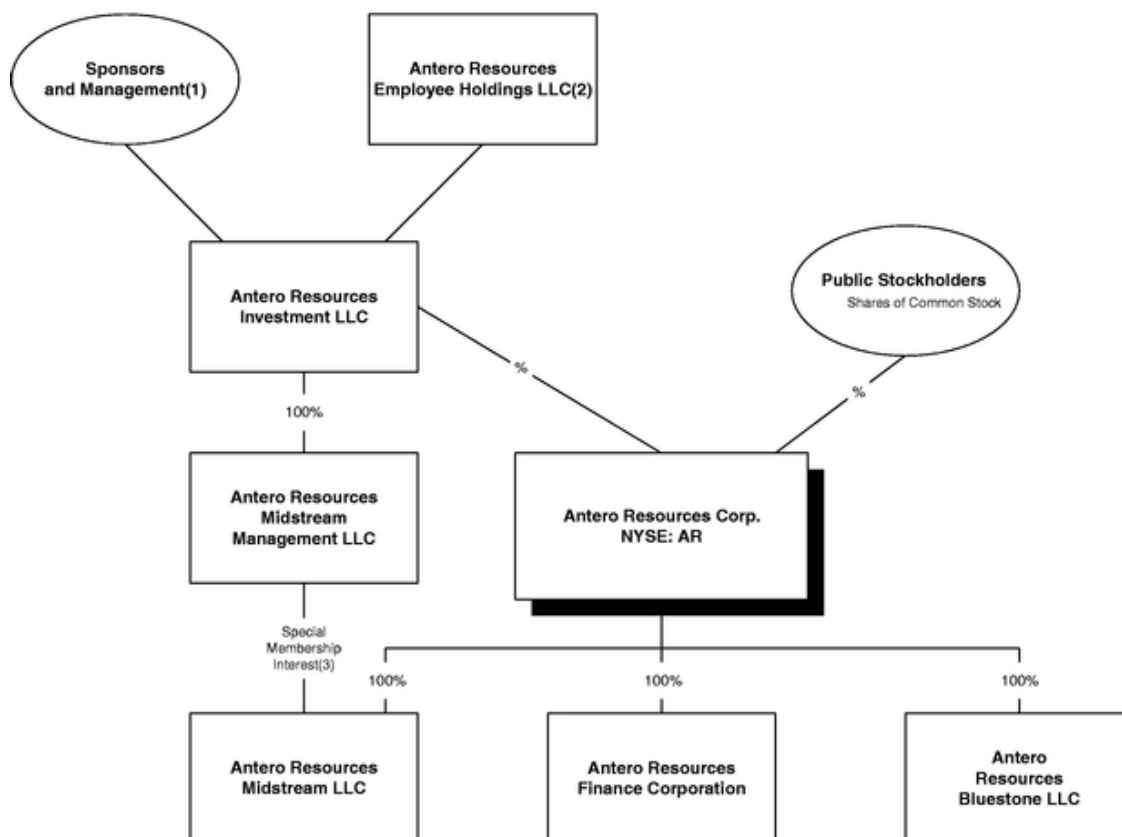 Sponsors
and Management(1)
Antero Resources
Employee Holdings LLC(2)
Antero Resources
Investment LLC
Public Stockholders
Shares of Common Stock
%
%
100%
Antero Resources
Midstream
Management LLC
Antero Resources Corp.
NYSE: AR
Special
Membership
Interest(3)
100%
100%
100%
Antero Resources
Midstream LLC
Antero Resources
Finance Corporation
Antero
Resources
Bluestone LLC